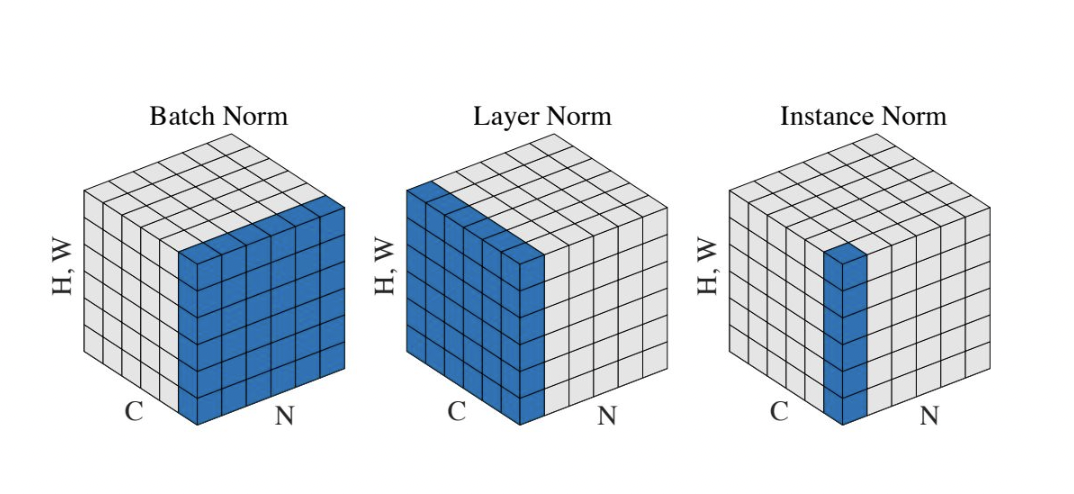 Batch Norm
Layer Norm
Instance Norm
H, W
H, W
H, W
C
N
C
N
C
N